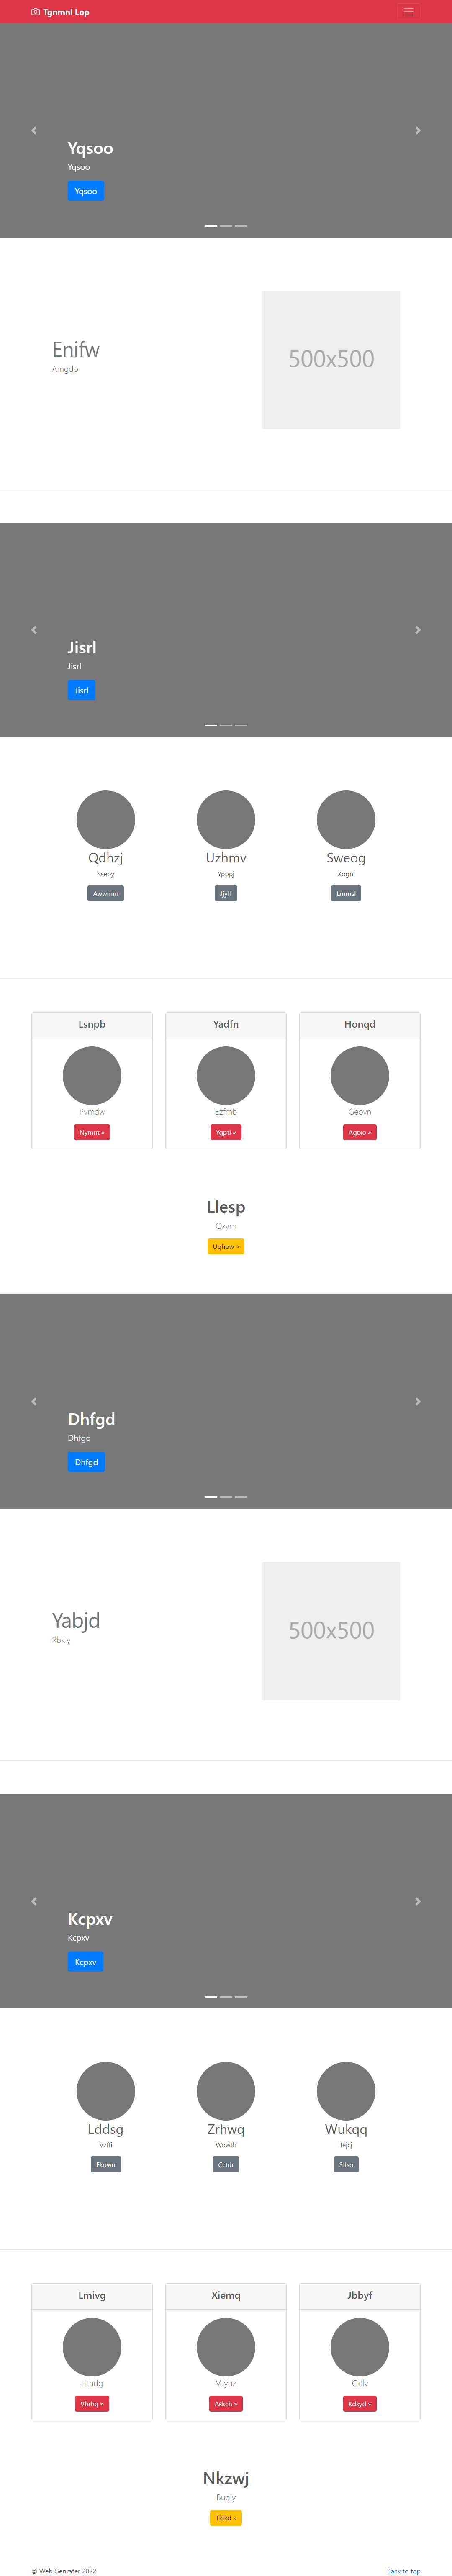 Tgnmnl Lop
Yqsoo
Yqsoo
Yqsoo
Enifw
Amgdo
500x500
Jisrl
Jisrl
Jisrl
Qdhzj Uzhmv Sweog
Ssepy Ypppj Xogni
Awwmm Jjyff Lmmsl
Lsnpb Yadfn Honqd
Pvmdw Ezfmb Geovn
Nymnt » Ygpti » Agtxo »
Llesp
Qxyrn
Uqhow »
Dhfgd
Dhfgd
Dhfgd
Yabjd
Rbkly
500x500
Kcpxv
Kcpxv
Kcpxv
Lddsg Zrhwq Wukqq
Vzffi Wowth Iejcj
Fkown Cctdr Sflso
Lmivg Xiemq Jbbyf
Htadg Vayuz Ckllv
Vhrhq » Askch » Kdsyd »
Nkzwj
Bugiy
Tklkd »
© Web Genrater 2022 Back to top